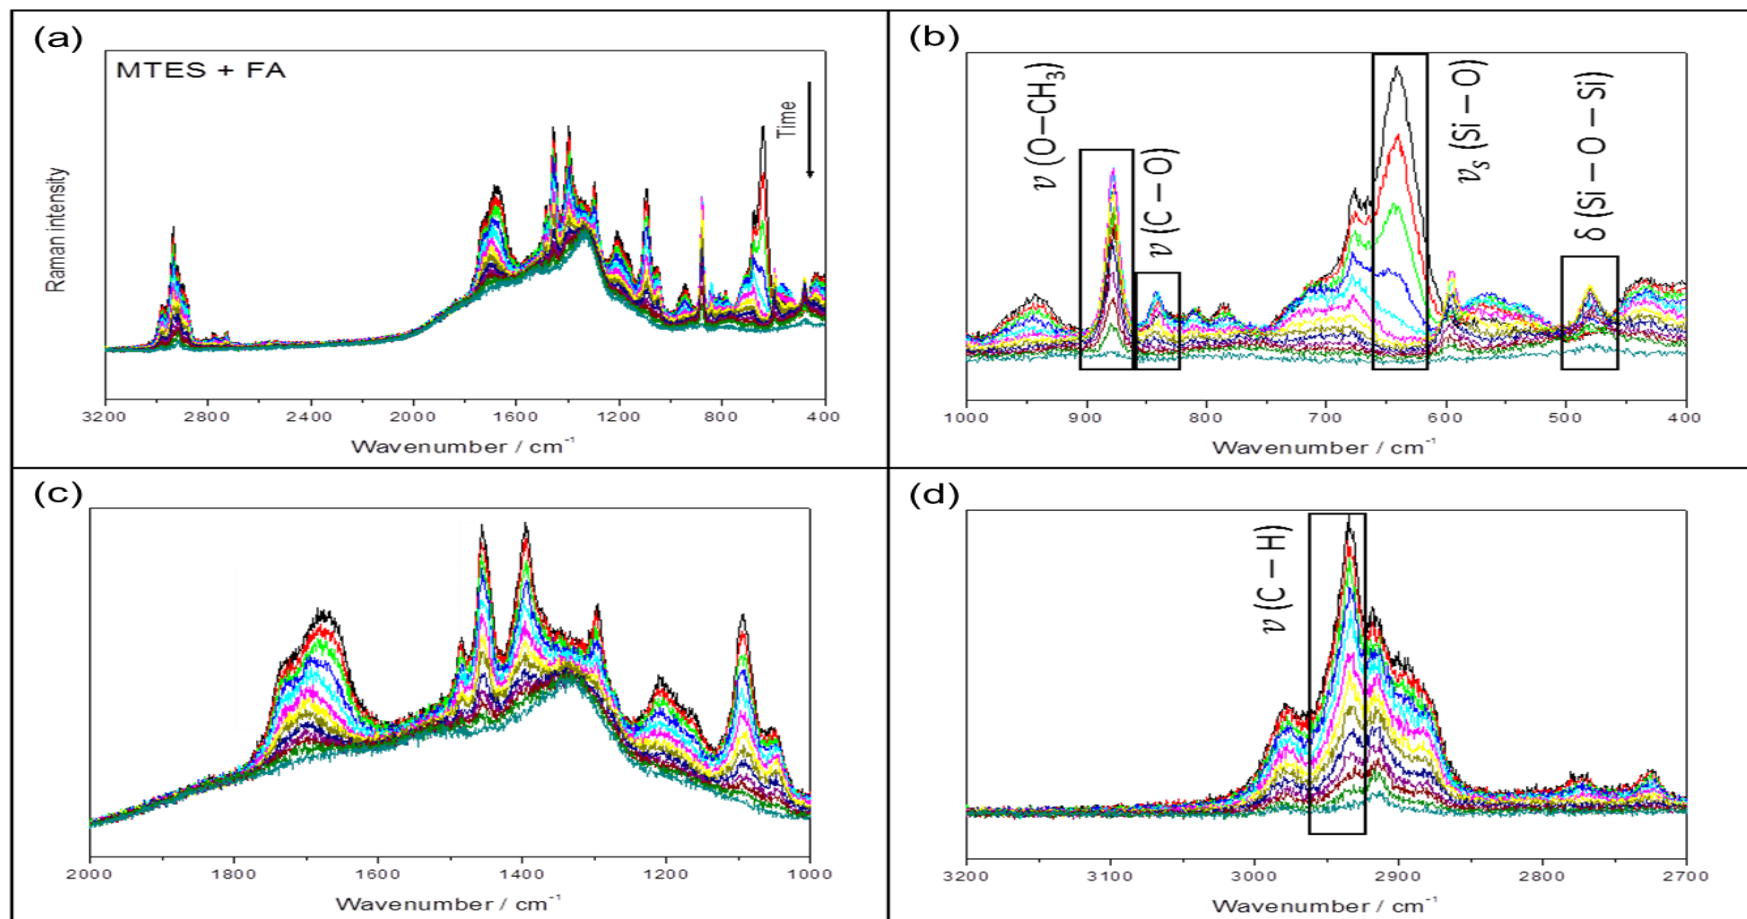 (a)
MTES + FA
Time
Raman intensity
3200 2800 2400 2000 1600 1200 800 400
Wavenumber / cm⁻¹
(b)
ν (O−CH₃)
ν (C − O)
νₛ (Si − O)
δ (Si − O − Si)
1000 900 800 700 600 500 400
Wavenumber / cm⁻¹
(c)
2000 1800 1600 1400 1200 1000
Wavenumber / cm⁻¹
(d)
ν (C − H)
3200 3100 3000 2900 2800 2700
Wavenumber / cm⁻¹